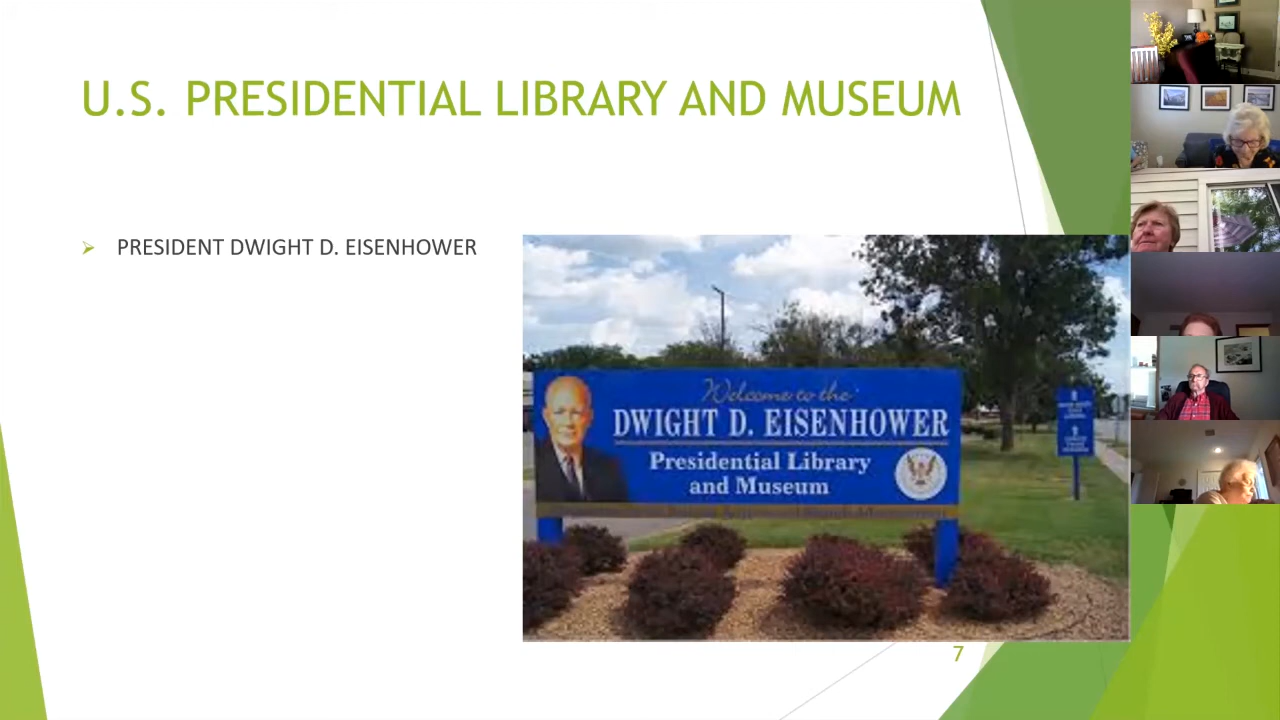 U.S. PRESIDENTIAL LIBRARY AND MUSEUM
PRESIDENT DWIGHT D. EISENHOWER
Welcome to the
DWIGHT D. EISENHOWER
Presidential Library
and Museum
7